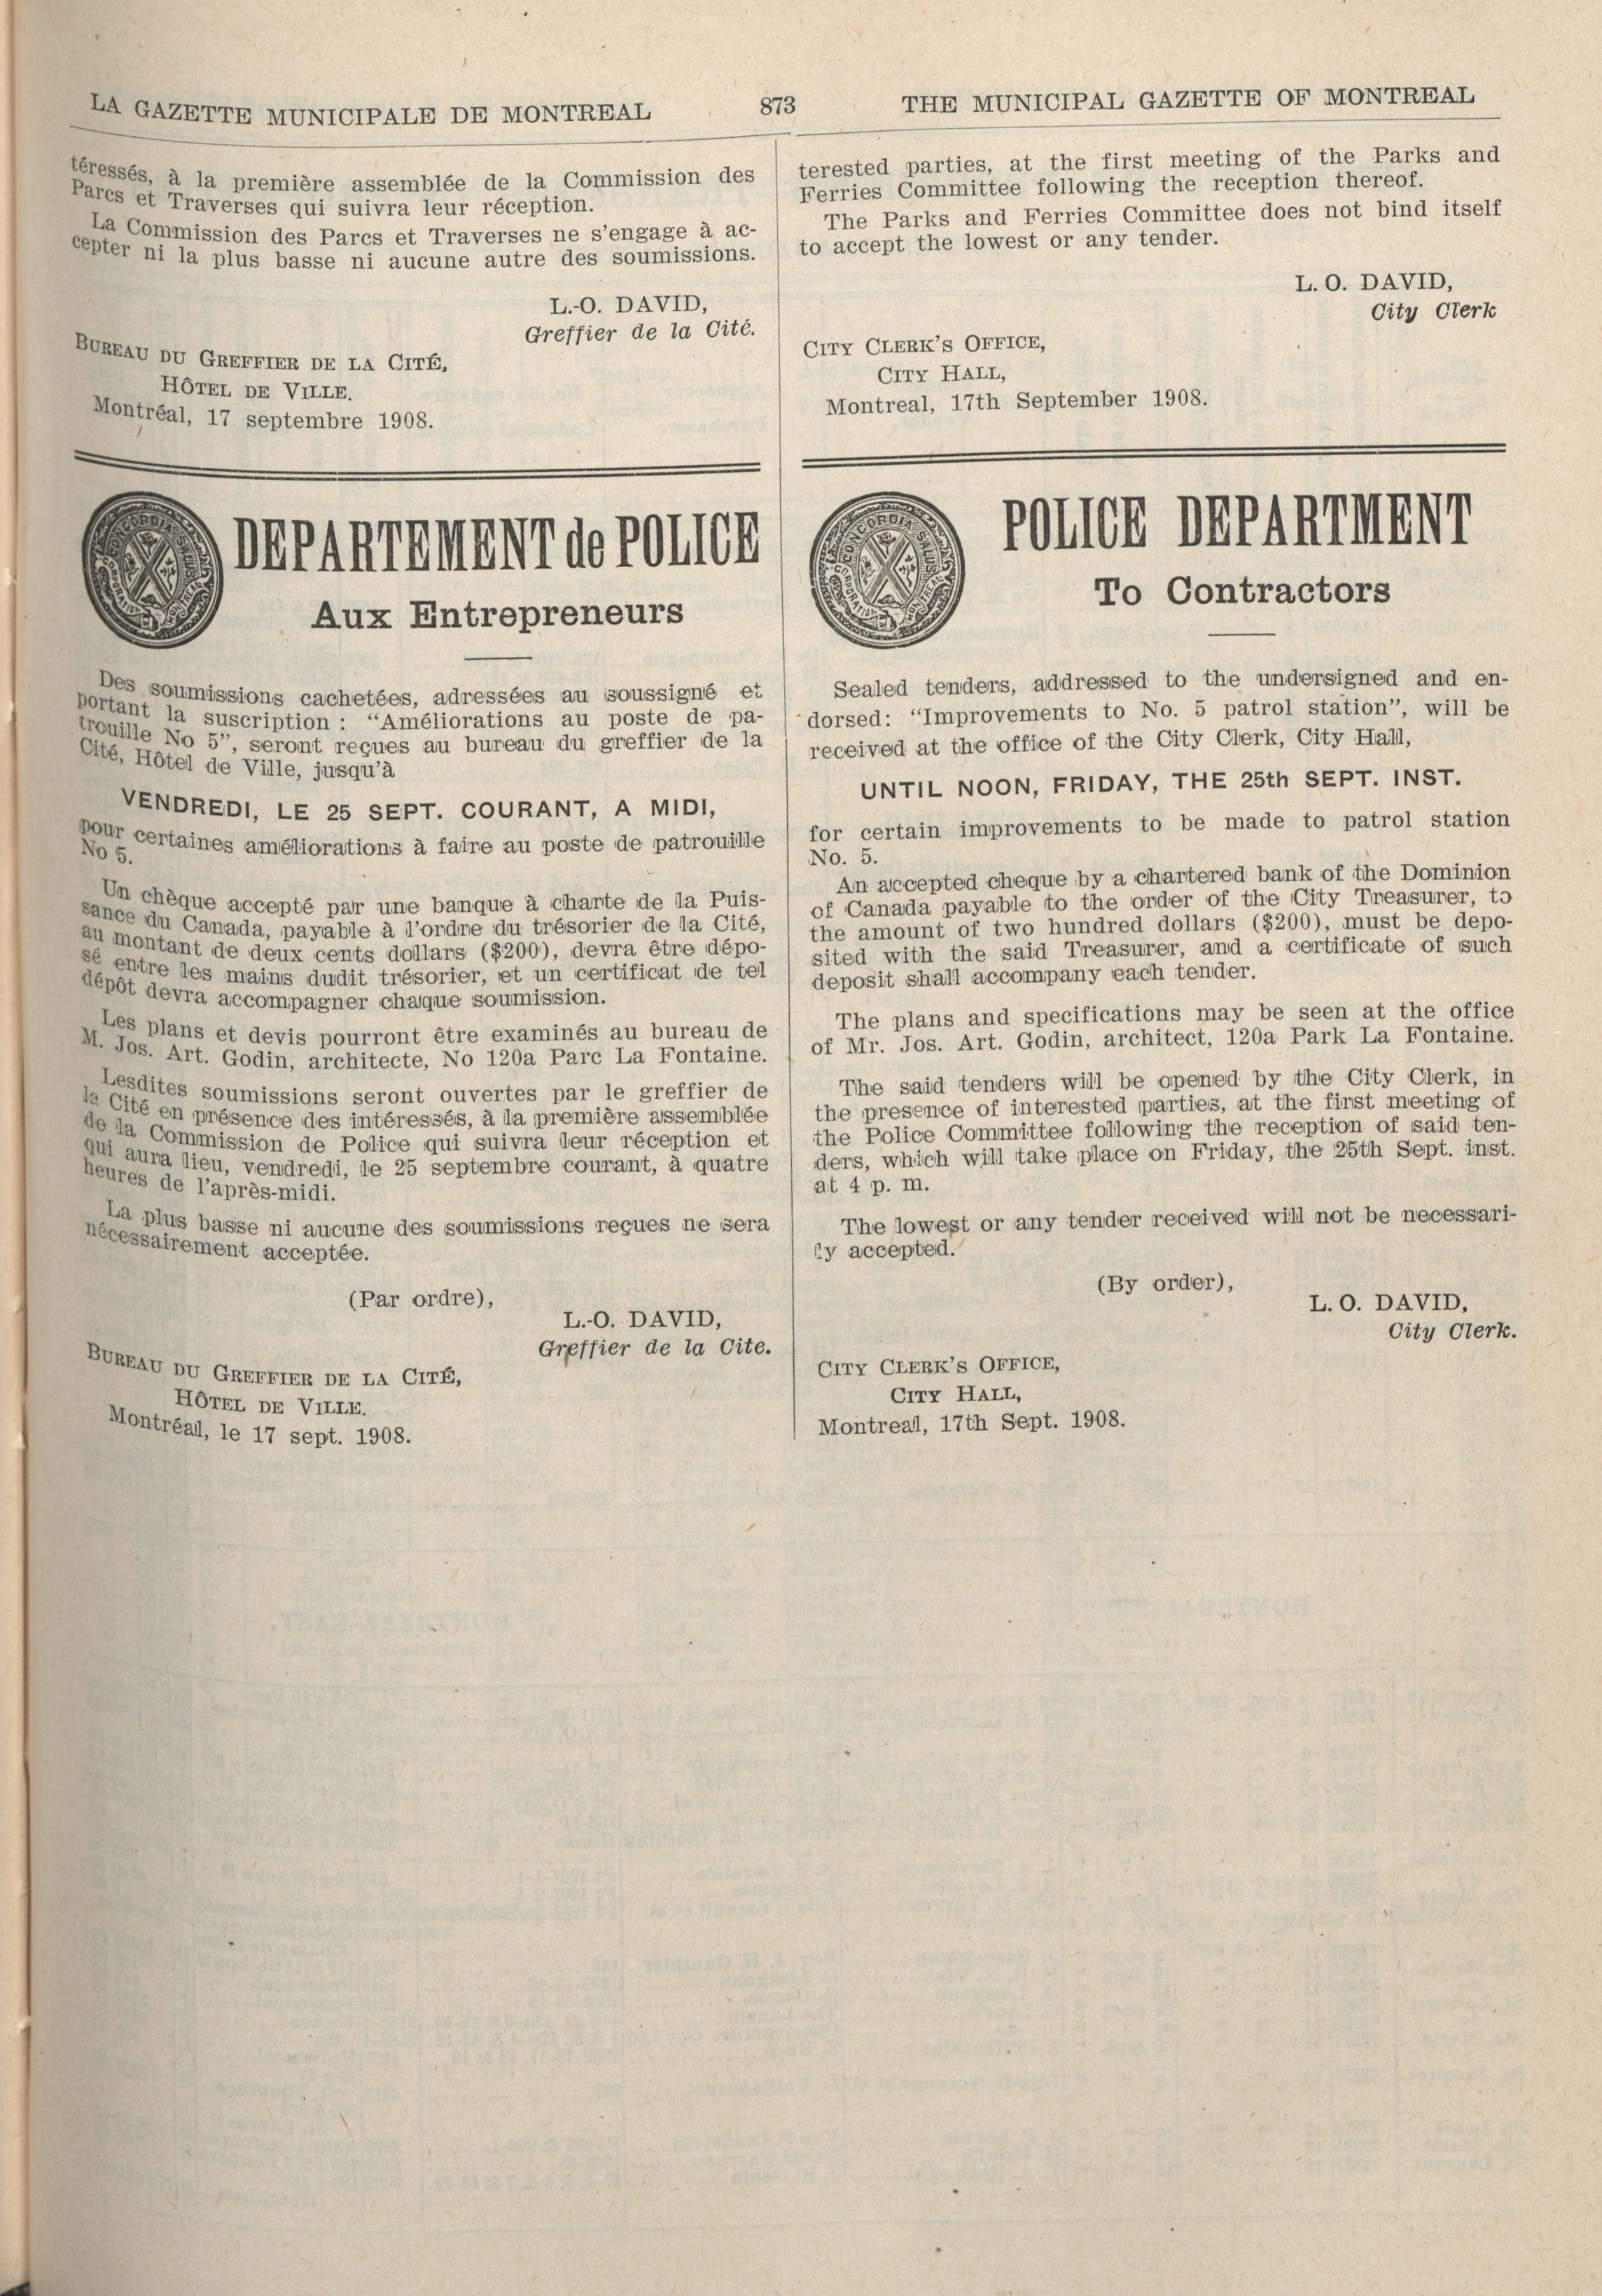 LA GAZETTE MUNICIPALE DE MONTREAL
873
THE MUNICIPAL GAZETTE OF MONTREAL
téressés, à la première assemblée de la Commission des
Parcs et Traverses qui suivra leur réception.
La Commission des Parcs et Traverses ne s'engage à ac-
cepter ni la plus basse ni aucune autre des soumissions.
L.-O. DAVID,
Greffier de la Cité.
BUREAU DU GREFFIER DE LA CITÉ,
HÔTEL DE VILLE.
Montréal, 17 septembre 1908.
DEPARTEMENT de POLICE
Aux Entrepreneurs
Des soumissions cachetées, adressées au soussigné et
portant la suscription : "Améliorations au poste de pa-
trouille No 5", seront reçues au bureau du greffier de la
Cité, Hôtel de Ville, jusqu'à
VENDREDI, LE 25 SEPT. COURANT, A MIDI,
pour certaines améliorations à faire au poste de patrouille
No 5.
Un chèque accepté par une banque à charte de la Puis-
sance du Canada, payable à l'ordre du trésorier de la Cité,
au montant de deux cents dollars ($200), devra être dépo-
sé entre les mains dudit trésorier, et un certificat de tel
dépôt devra accompagner chaque soumission.
Les plans et devis pourront être examinés au bureau de
M. Jos. Art. Godin, architecte, No 120a Parc La Fontaine.
Lesdites soumissions seront ouvertes par le greffier de
la Cité en présence des intéressés, à la première assemblée
de la Commission de Police qui suivra leur réception et
qui aura lieu, vendredi, le 25 septembre courant, à quatre
heures de l'après-midi.
La plus basse ni aucune des soumissions reçues ne sera
nécessairement acceptée.
(Par ordre),
L.-O. DAVID,
Greffier de la Cite.
BUREAU DU GREFFIER DE LA CITÉ,
HÔTEL DE VILLE.
Montréal, le 17 sept. 1908.
terested parties, at the first meeting of the Parks and
Ferries Committee following the reception thereof.
The Parks and Ferries Committee does not bind itself
to accept the lowest or any tender.
L. O. DAVID,
City Clerk
CITY CLERK'S OFFICE,
CITY HALL,
Montreal, 17th September 1908.
POLICE DEPARTMENT
To Contractors
Sealed tenders, addressed to the undersigned and en-
dorsed: "Improvements to No. 5 patrol station", will be
received at the office of the City Clerk, City Hall,
UNTIL NOON, FRIDAY, THE 25th SEPT. INST.
for certain improvements to be made to patrol station
No. 5.
An accepted cheque by a chartered bank of the Dominion
of Canada payable to the order of the City Treasurer, to
the amount of two hundred dollars ($200), must be depo-
sited with the said Treasurer, and a certificate of such
deposit shall accompany each tender.
The plans and specifications may be seen at the office
of Mr. Jos. Art. Godin, architect, 120a Park La Fontaine.
The said tenders will be opened by the City Clerk, in
the presence of interested parties, at the first meeting of
the Police Committee following the reception of said ten-
ders, which will take place on Friday, the 25th Sept. inst.
at 4 p. m.
The lowest or any tender received will not be necessari-
ly accepted.
(By order),
L. O. DAVID,
City Clerk.
CITY CLERK'S OFFICE,
CITY HALL,
Montreal, 17th Sept. 1908.